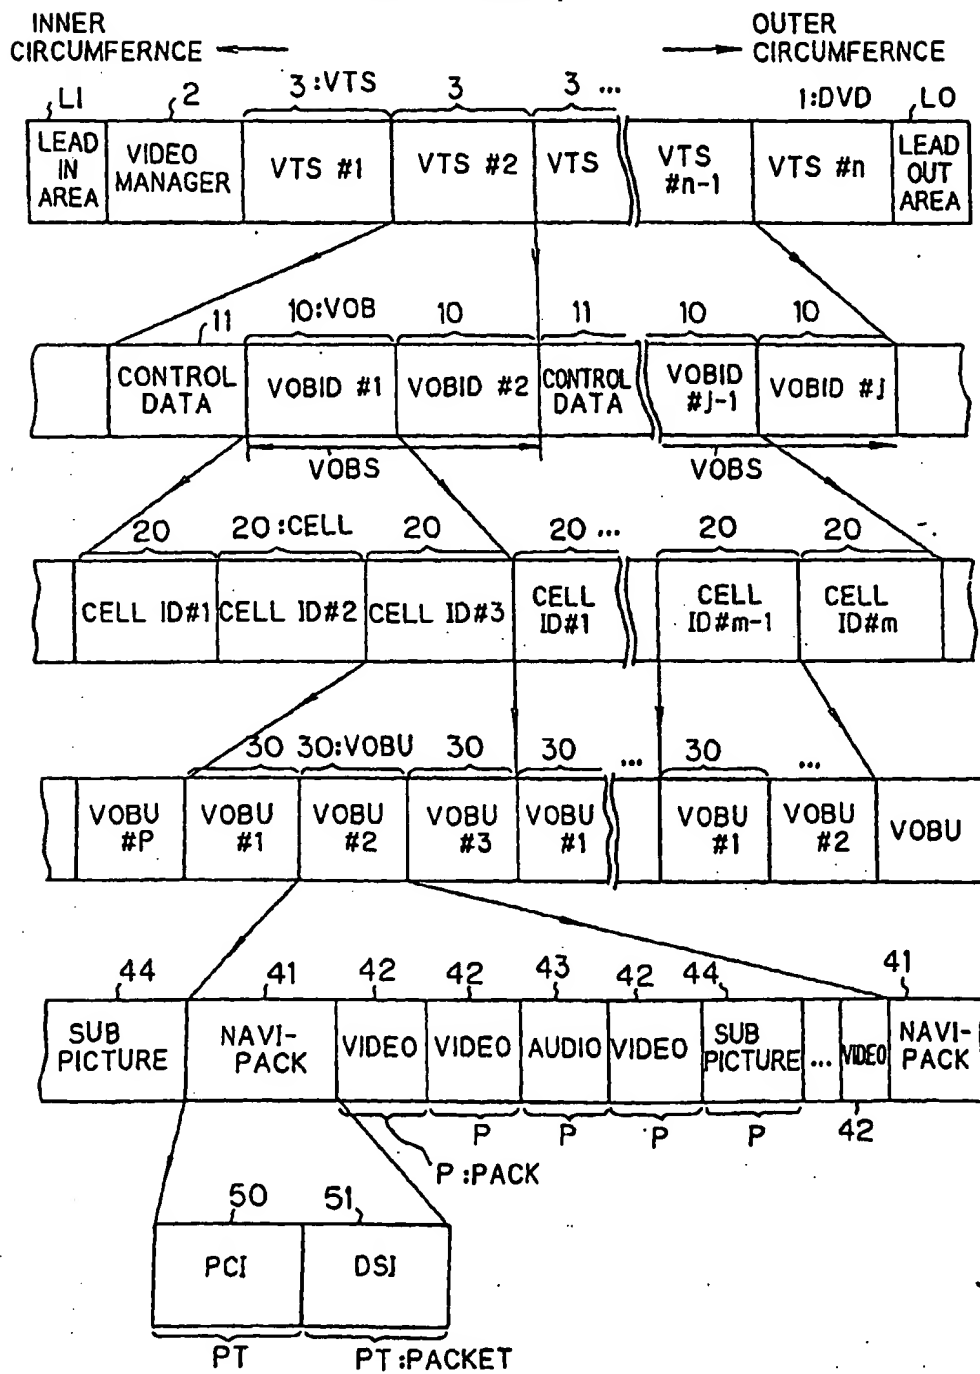 INNER
CIRCUMFERNCE
OUTER
CIRCUMFERNCE
LI 2 3:VTS 3 3 ... 1:DVD LO
LEAD
IN
AREA
VIDEO
MANAGER
VTS #1
VTS #2
VTS
VTS
#n-1
VTS #n
LEAD
OUT
AREA
11 10:VOB 10 11 10 10
CONTROL
DATA
VOBID #1
VOBID #2
CONTROL
DATA
VOBID
#j-1
VOBID #j
VOBS VOBS
20 20:CELL 20 20 ... 20 20
CELL ID#1
CELL ID#2
CELL ID#3
CELL
ID#1
CELL
ID#m-1
CELL
ID#m
30 30:VOBU 30 30 ... 30 ...
VOBU
#P
VOBU
#1
VOBU
#2
VOBU
#3
VOBU
#1
VOBU
#1
VOBU
#2
VOBU
44 41 42 42 43 42 44 41
SUB
PICTURE
NAVI-
PACK
VIDEO
VIDEO
AUDIO
VIDEO
SUB
PICTURE
...
VIDEO
NAVI-
PACK
P P P P 42
P:PACK
50 51
PCI DSI
PT PT:PACKET